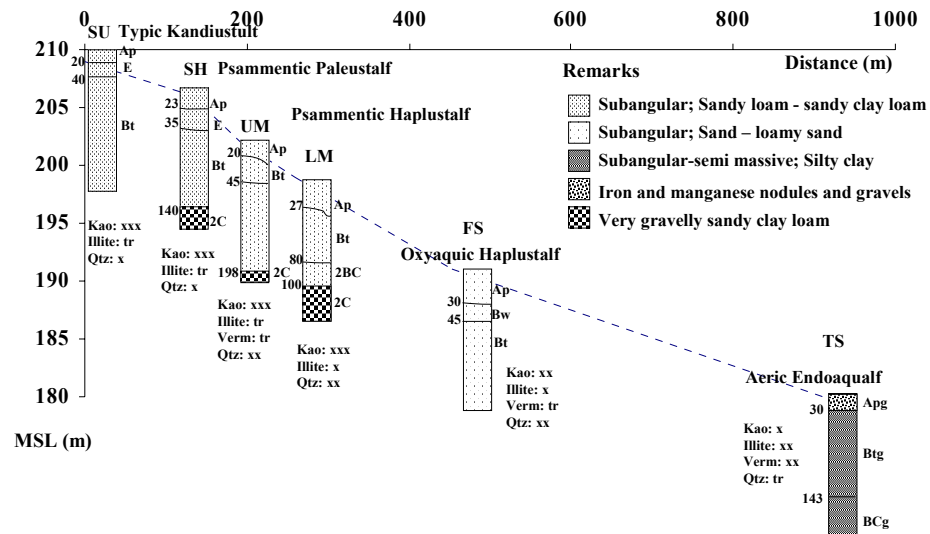 0 200 400 600 800 1000
Distance (m)
MSL (m)
210
205
200
195
190
185
180
SU Typic Kandiustult
Ap
20 E
40
Bt
Kao: xxx
Illite: tr
Qtz: x
SH Psammentic Paleustalf
23 Ap
35 E
Bt
140 2C
Kao: xxx
Illite: tr
Qtz: x
UM
Ap
20
Bt
45
198 2C
Kao: xxx
Illite: tr
Verm: tr
Qtz: xx
Psammentic Haplustalf
LM
27 Ap
Bt
80
2BC
100
2C
Kao: xxx
Illite: x
Qtz: xx
FS
Oxyaquic Haplustalf
Ap
30
Bw
45
Bt
Kao: xx
Illite: x
Verm: tr
Qtz: xx
TS
Aeric Endoaqualf
Apg
30
Btg
143
BCg
Kao: x
Illite: xx
Verm: xx
Qtz: tr
Remarks
Subangular; Sandy loam - sandy clay loam
Subangular; Sand – loamy sand
Subangular-semi massive; Silty clay
Iron and manganese nodules and gravels
Very gravelly sandy clay loam